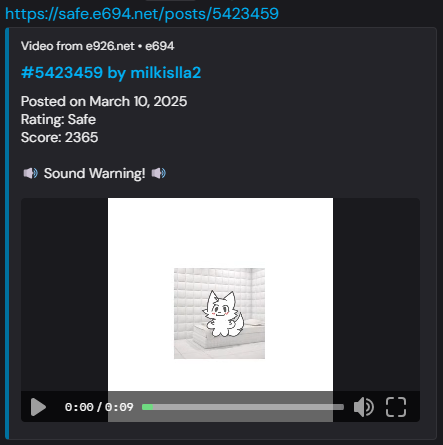 https://safe.e694.net/posts/5423459
Video from e926.net • e694
#5423459 by milkislla2
Posted on March 10, 2025
Rating: Safe
Score: 2365
🔊 Sound Warning! 🔊
0:00 / 0:09